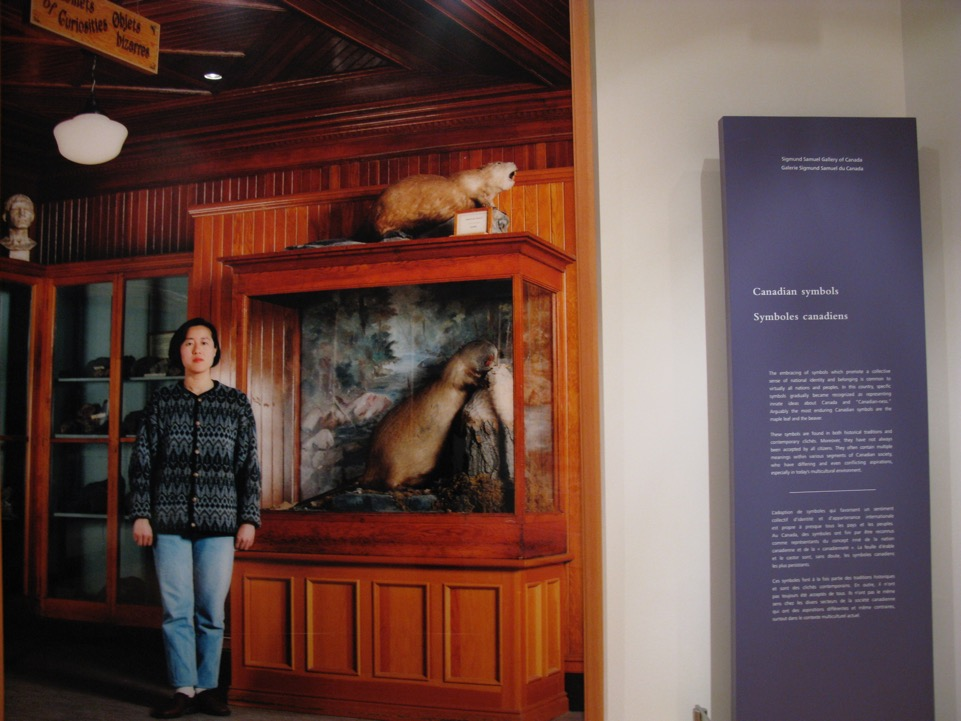 of Curiosities Objets
bizarres
Sigmund Samuel Gallery of Canada
Galerie Sigmund Samuel du Canada
Canadian symbols
Symboles canadiens
The embracing of symbols which promote a collective
sense of national identity and belonging is common to
virtually all nations and peoples. In this country, specific
symbols gradually became recognized as representing
innate ideas about Canada and "Canadian-ness."
Arguably the most enduring Canadian symbols are the
maple leaf and the beaver.
These symbols are found in both historical traditions and
contemporary clichés. Moreover, they have not always
been accepted by all citizens. They often contain multiple
meanings within various segments of Canadian society,
who have differing and even conflicting aspirations,
especially in today's multicultural environment.
L'adoption de symboles qui favorisent un sentiment
collectif d'identité et d'appartenance internationale
est propre à presque tous les pays et les peuples.
Au Canada, des symboles ont fini par être reconnus
comme représentants du concept inné de la nation
canadienne et de la « canadienneté ». La feuille d'érable
et le castor sont, sans doute, les symboles canadiens
les plus persistants.
Ces symboles font à la fois partie des traditions historiques
et sont des clichés contemporains. En outre, il n'ont
pas toujours été acceptés de tous. Ils n'ont pas le même
sens chez les divers secteurs de la société canadienne
qui ont des aspirations différentes et même contraires,
surtout dans le contexte multiculturel actuel.